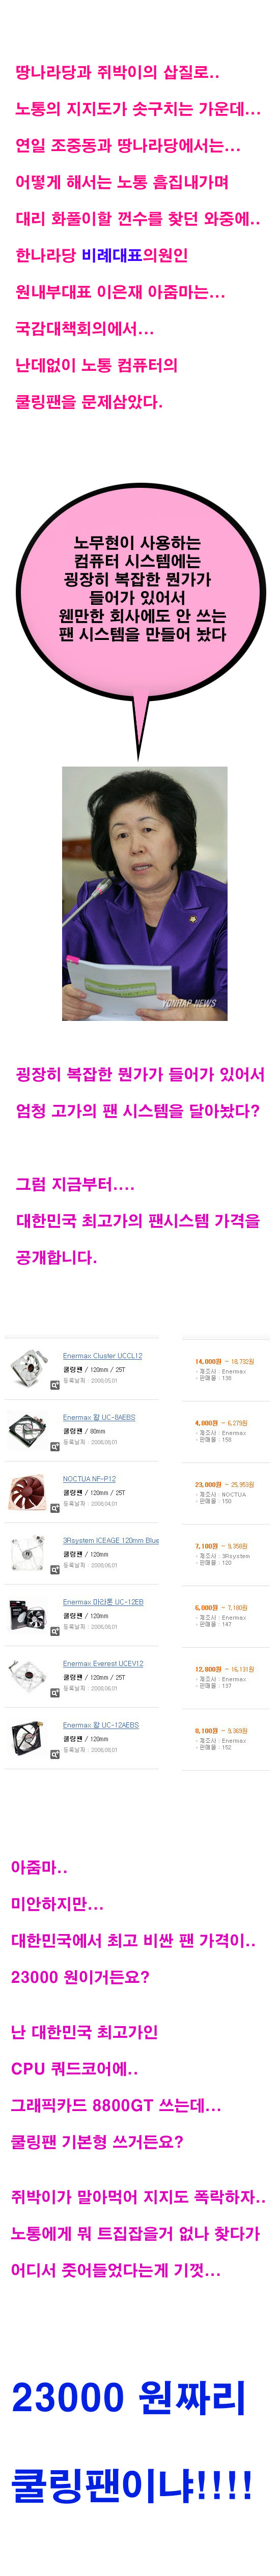 땅나라당과 쥐박이의 삽질로..
노통의 지지도가 솟구치는 가운데...
연일 조중동과 땅나라당에서는...
어떻게 해서는 노통 흠집내가며
대리 화풀이할 껀수를 찾던 와중에..
한나라당 비례대표의원인
원내부대표 이은재 아줌마는...
국감대책회의에서...
난데없이 노통 컴퓨터의
쿨링팬을 문제삼았다.
노무현이 사용하는
컴퓨터 시스템에는
굉장히 복잡한 뭔가가
들어가 있어서
웬만한 회사에도 안 쓰는
팬 시스템을 만들어 놨다
YONHAP NEWS
굉장히 복잡한 뭔가가 들어가 있어서
엄청 고가의 팬 시스템을 달아놨다?
그럼 지금부터....
대한민국 최고가의 팬시스템 가격을
공개합니다.
Enermax Cluster UCCL12
쿨링팬 / 120mm / 25T
등록날짜 : 2008,05,01
14,000원 ~ 18,732원
· 제조사 : Enermax
· 판매몰 : 138
Enermax 팝 UC-8AEBS
쿨링팬 / 80mm
등록날짜 : 2008,08,01
4,800원 ~ 6,279원
· 제조사 : Enermax
· 판매몰 : 150
NOCTUA NF-P12
쿨링팬 / 120mm / 25T
등록날짜 : 2008,04,01
23,000원 ~ 25,953원
· 제조사 : NOCTUA
· 판매몰 : 150
3Rsystem ICEAGE 120mm Blue
쿨링팬 / 120mm
등록날짜 : 2008,06,01
7,100원 ~ 9,350원
· 제조사 : 3Rsystem
· 판매몰 : 120
Enermax 마라톤 UC-12EB
쿨링팬 / 120mm
등록날짜 : 2008,08,01
6,000원 ~ 7,180원
· 제조사 : Enermax
· 판매몰 : 147
Enermax Everest UCEV12
쿨링팬 / 120mm / 25T
등록날짜 : 2008,06,01
12,800원 ~ 16,131원
· 제조사 : Enermax
· 판매몰 : 137
Enermax 팝 UC-12AEBS
쿨링팬 / 120mm
등록날짜 : 2008,08,01
8,100원 ~ 9,369원
· 제조사 : Enermax
· 판매몰 : 152
아줌마..
미안하지만...
대한민국에서 최고 비싼 팬 가격이..
23000 원이거든요?
난 대한민국 최고가인
CPU 쿼드코어에..
그래픽카드 8800GT 쓰는데...
쿨링팬 기본형 쓰거든요?
쥐박이가 말아먹어 지지도 폭락하자..
노통에게 뭐 트집잡을거 없나 찾다가
어디서 줏어들었다는게 기껏...
23000 원짜리
쿨링팬이냐!!!!